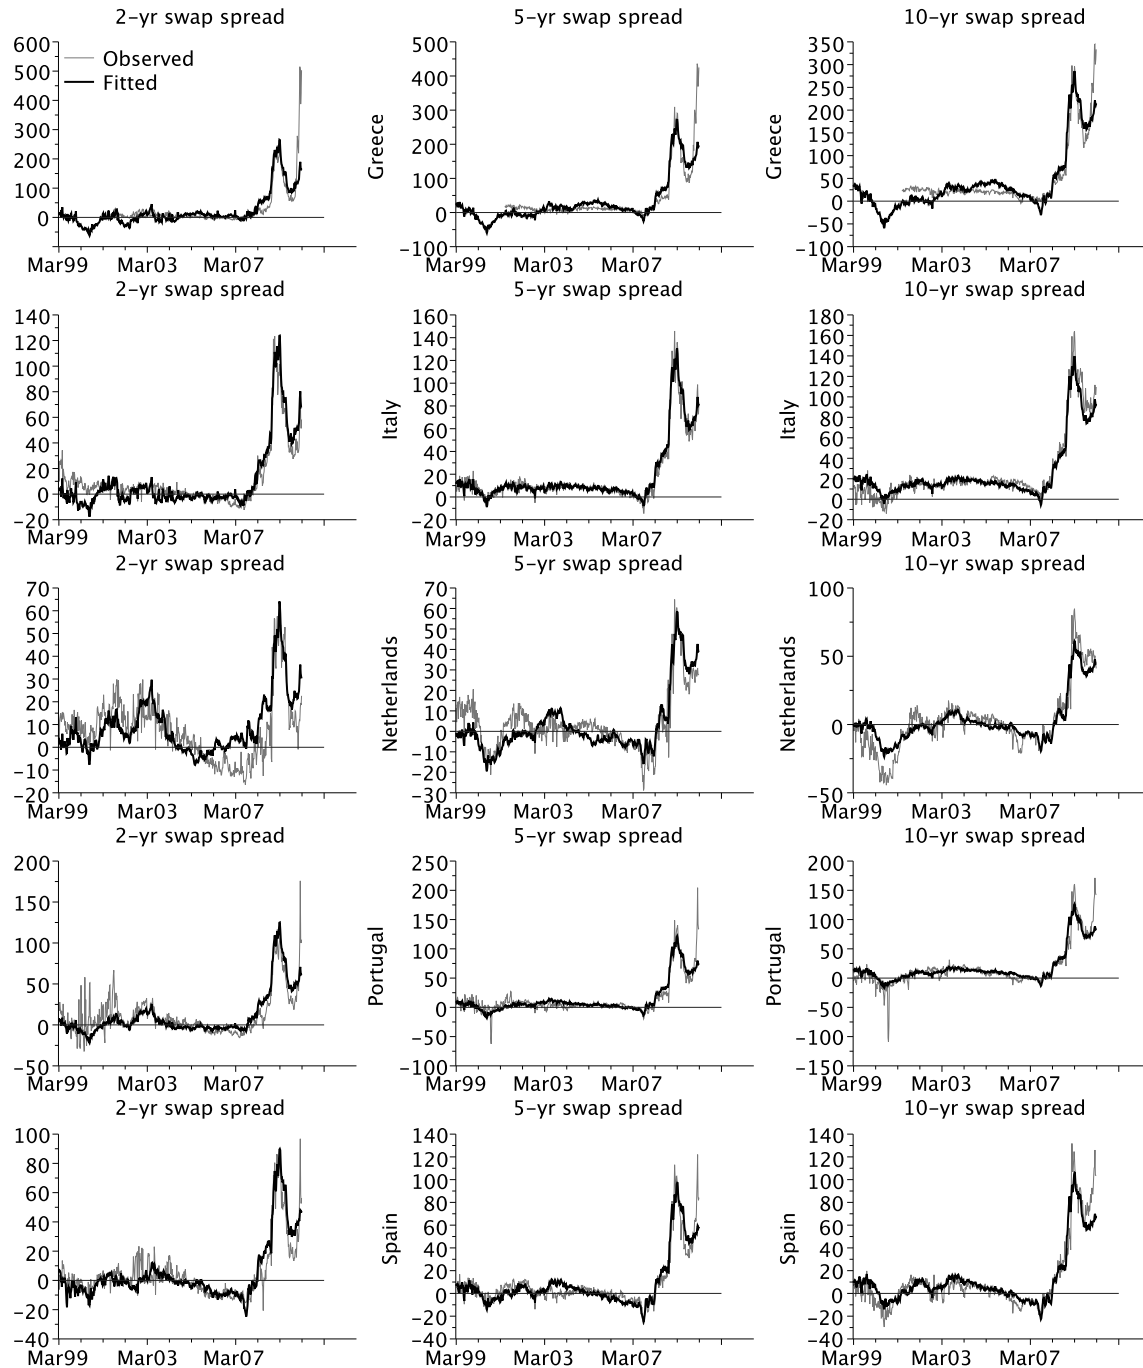 2-yr swap spread
5-yr swap spread
10-yr swap spread
600
500
400
300
200
100
0
Observed
Fitted
Mar99
Mar03
Mar07
Greece
500
400
300
200
100
0
-100
Mar99
Mar03
Mar07
Greece
350
300
250
200
150
100
50
0
-50
-100
Mar99
Mar03
Mar07
2-yr swap spread
5-yr swap spread
10-yr swap spread
140
120
100
80
60
40
20
0
-20
Mar99
Mar03
Mar07
Italy
160
140
120
100
80
60
40
20
0
-20
Mar99
Mar03
Mar07
Italy
180
160
140
120
100
80
60
40
20
0
-20
Mar99
Mar03
Mar07
2-yr swap spread
5-yr swap spread
10-yr swap spread
70
60
50
40
30
20
10
0
-10
-20
Mar99
Mar03
Mar07
Netherlands
70
60
50
40
30
20
10
0
-10
-20
-30
Mar99
Mar03
Mar07
Netherlands
100
50
0
-50
Mar99
Mar03
Mar07
2-yr swap spread
5-yr swap spread
10-yr swap spread
200
150
100
50
0
-50
Mar99
Mar03
Mar07
Portugal
250
200
150
100
50
0
-50
-100
Mar99
Mar03
Mar07
Portugal
200
150
100
50
0
-50
-100
-150
Mar99
Mar03
Mar07
2-yr swap spread
5-yr swap spread
10-yr swap spread
100
80
60
40
20
0
-20
-40
Mar99
Mar03
Mar07
Spain
140
120
100
80
60
40
20
0
-20
-40
Mar99
Mar03
Mar07
Spain
140
120
100
80
60
40
20
0
-20
-40
Mar99
Mar03
Mar07